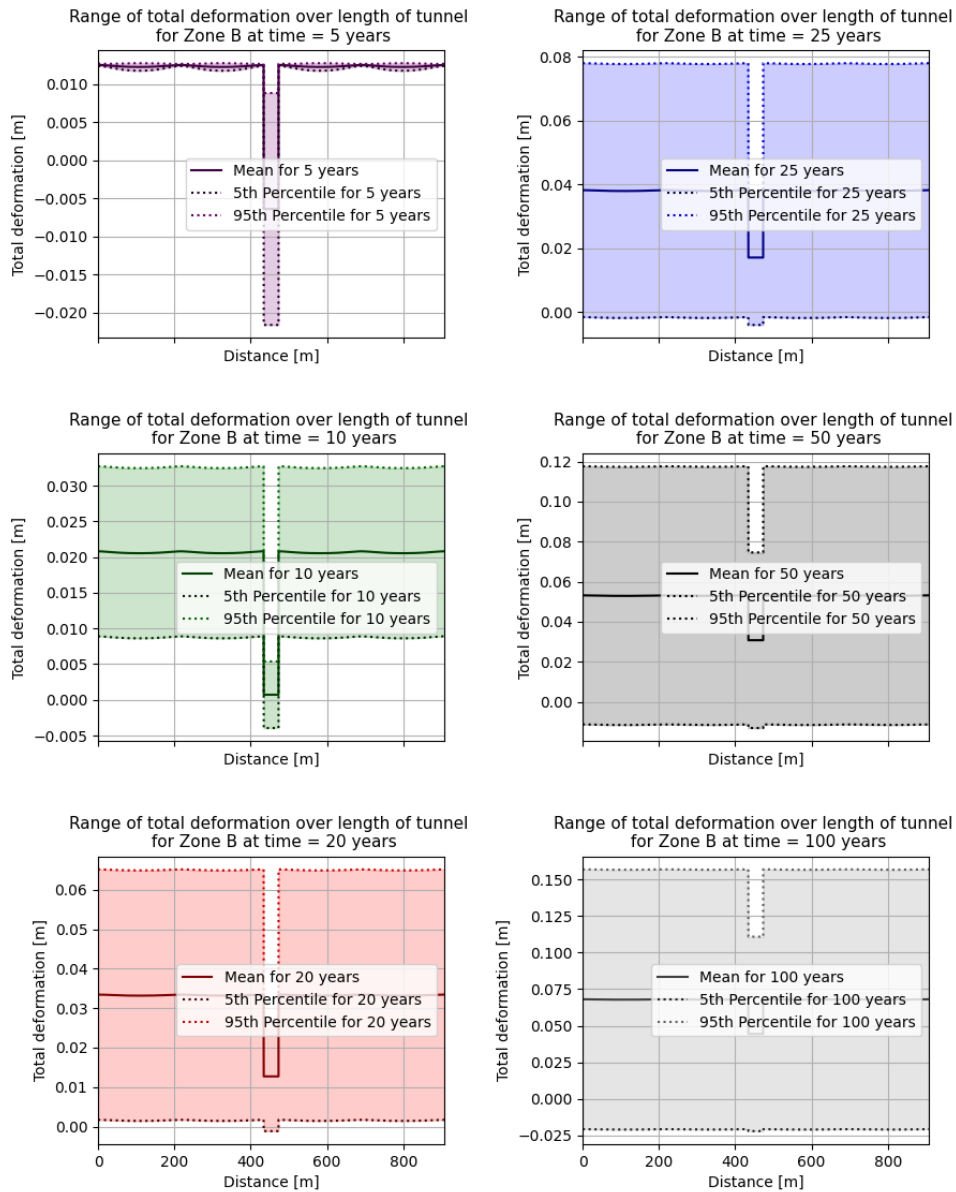 Range of total deformation over length of tunnel
for Zone B at time = 5 years
0.010
0.005
0.000
−0.005
−0.010
−0.015
−0.020
Total deformation [m]
Mean for 5 years
5th Percentile for 5 years
95th Percentile for 5 years
Distance [m]
Range of total deformation over length of tunnel
for Zone B at time = 25 years
0.08
0.06
0.04
0.02
0.00
Total deformation [m]
Mean for 25 years
5th Percentile for 25 years
95th Percentile for 25 years
Distance [m]
Range of total deformation over length of tunnel
for Zone B at time = 10 years
0.030
0.025
0.020
0.015
0.010
0.005
0.000
−0.005
Total deformation [m]
Mean for 10 years
5th Percentile for 10 years
95th Percentile for 10 years
Distance [m]
Range of total deformation over length of tunnel
for Zone B at time = 50 years
0.12
0.10
0.08
0.06
0.04
0.02
0.00
Total deformation [m]
Mean for 50 years
5th Percentile for 50 years
95th Percentile for 50 years
Distance [m]
Range of total deformation over length of tunnel
for Zone B at time = 20 years
0.06
0.05
0.04
0.03
0.02
0.01
0.00
Total deformation [m]
Mean for 20 years
5th Percentile for 20 years
95th Percentile for 20 years
0 200 400 600 800
Distance [m]
Range of total deformation over length of tunnel
for Zone B at time = 100 years
0.150
0.125
0.100
0.075
0.050
0.025
0.000
−0.025
Total deformation [m]
Mean for 100 years
5th Percentile for 100 years
95th Percentile for 100 years
0 200 400 600 800
Distance [m]